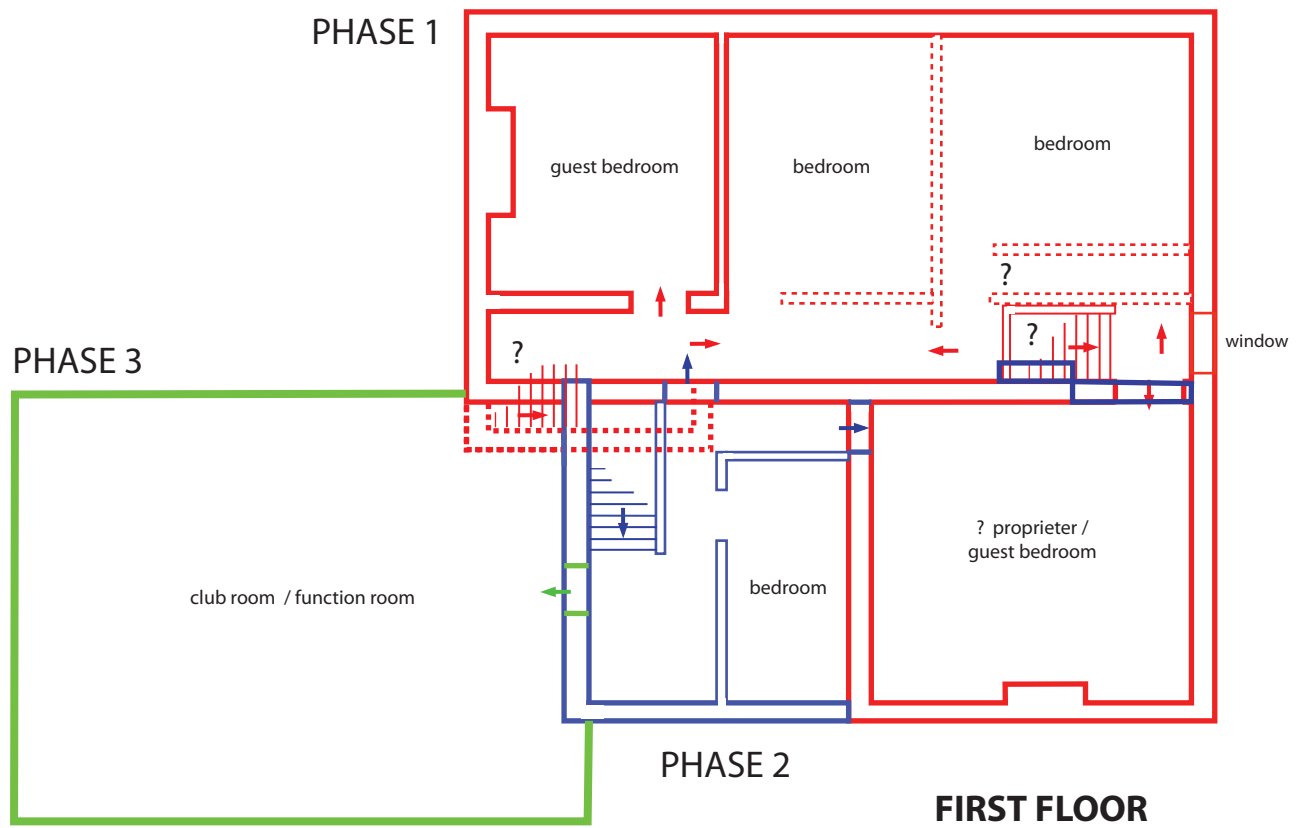 PHASE 1
guest bedroom
bedroom
bedroom
?
?
?
window
PHASE 3
club room / function room
bedroom
? proprieter /
guest bedroom
PHASE 2
FIRST FLOOR